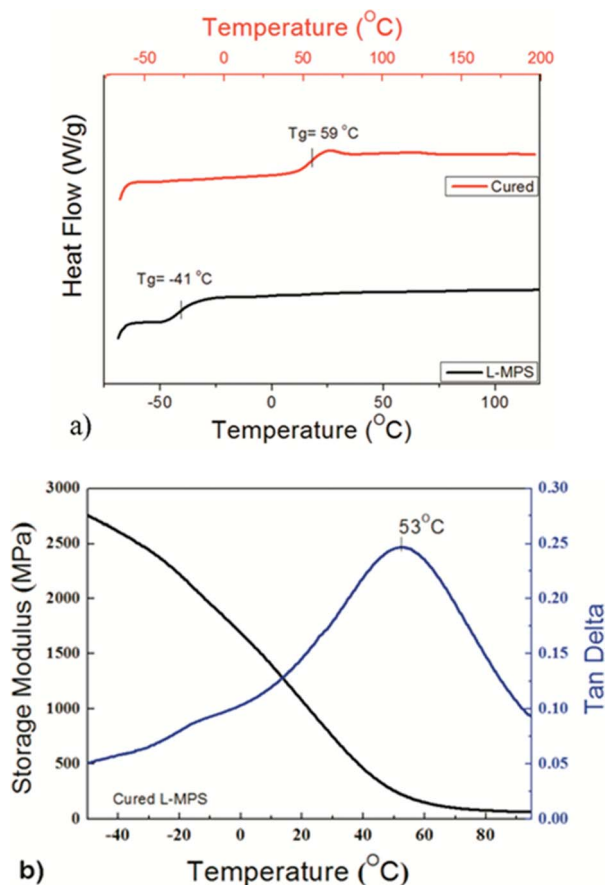 Temperature (°C)
-50 0 50 100 150 200
Tg= 59 °C
Cured
Heat Flow (W/g)
Tg= -41 °C
L-MPS
-50 0 50 100
a)
Temperature (°C)
3000 0.30
53°C
2500 0.25
2000 0.20
1500 0.15
1000 0.10
500 0.05
Cured L-MPS
0 0.00
Storage Modulus (MPa)
Tan Delta
-40 -20 0 20 40 60 80
b) Temperature (°C)